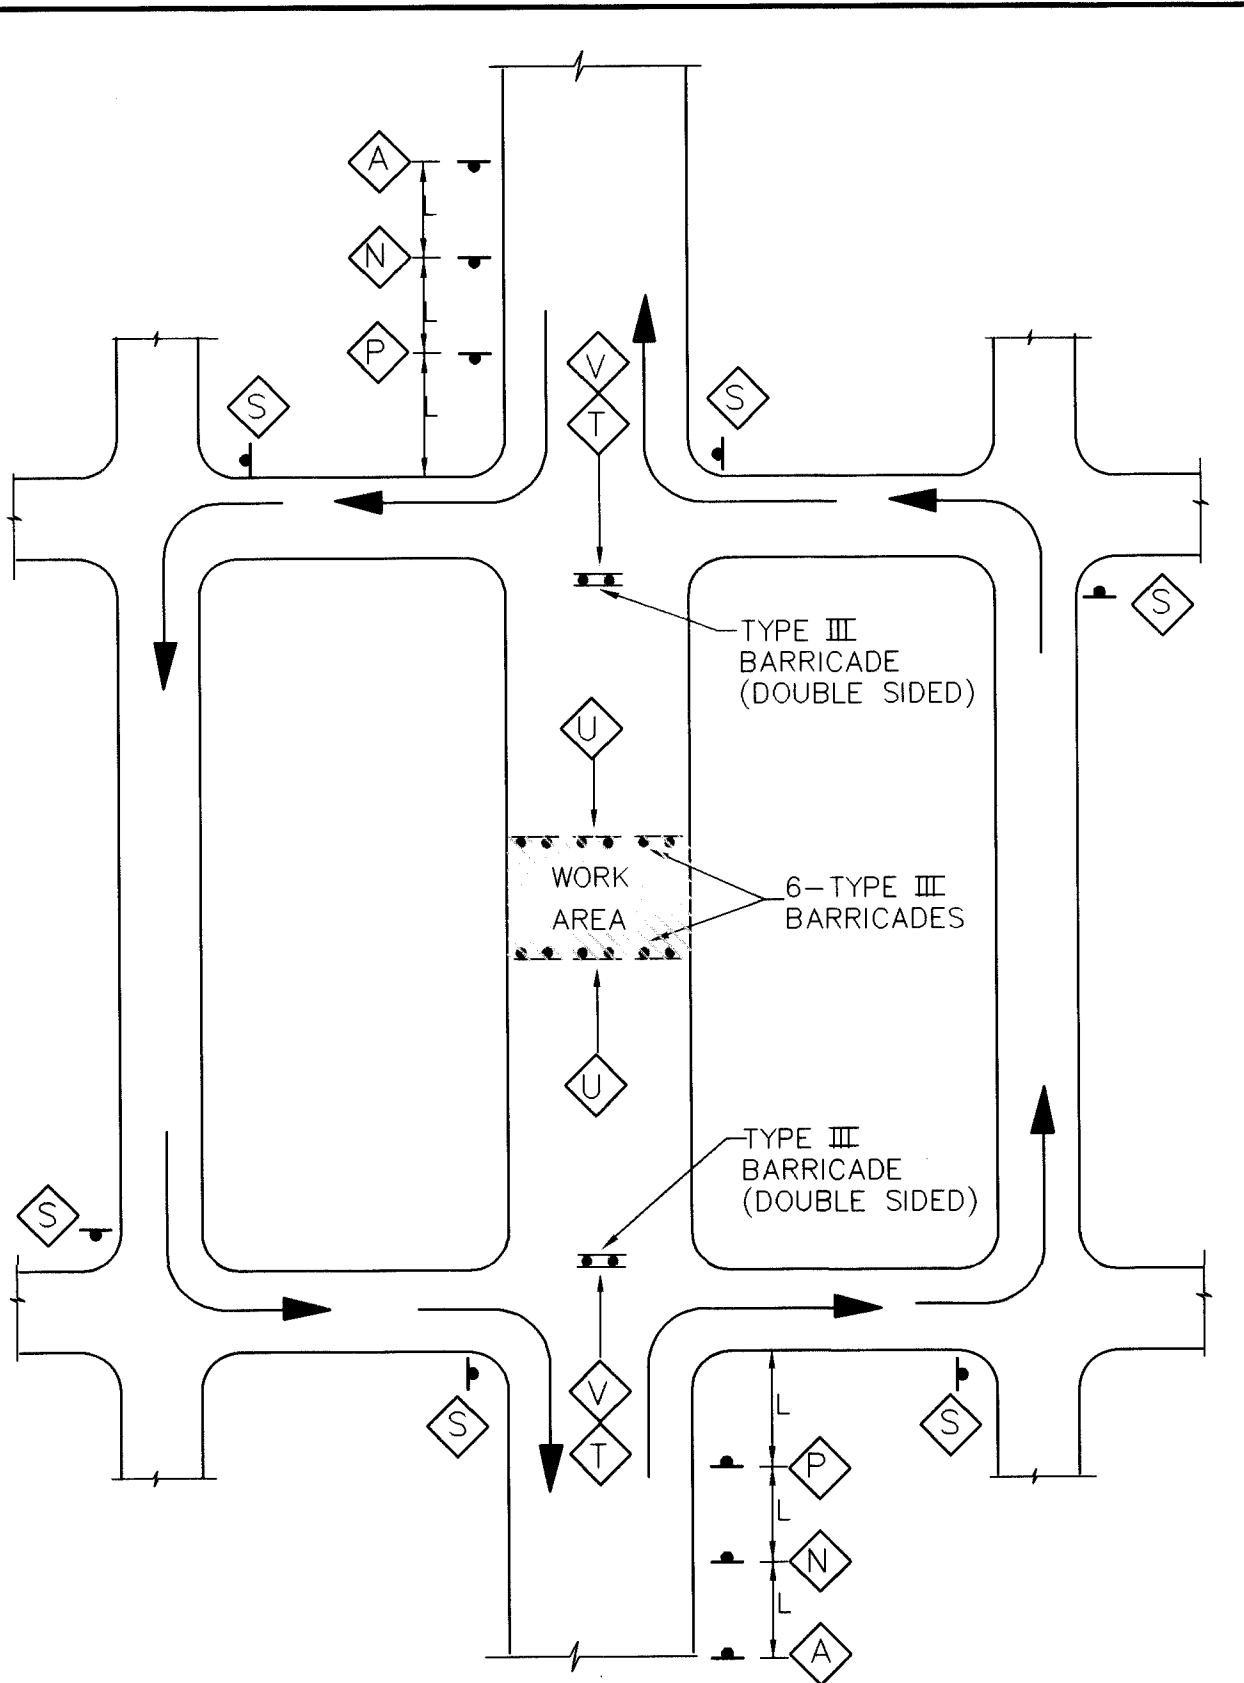 A
L
N
L
P
L
V
T
S
S
S
TYPE III
BARRICADE
(DOUBLE SIDED)
U
WORK
AREA
6-TYPE III
BARRICADES
U
TYPE III
BARRICADE
(DOUBLE SIDED)
S
V
T
S
S
L
P
L
N
L
A